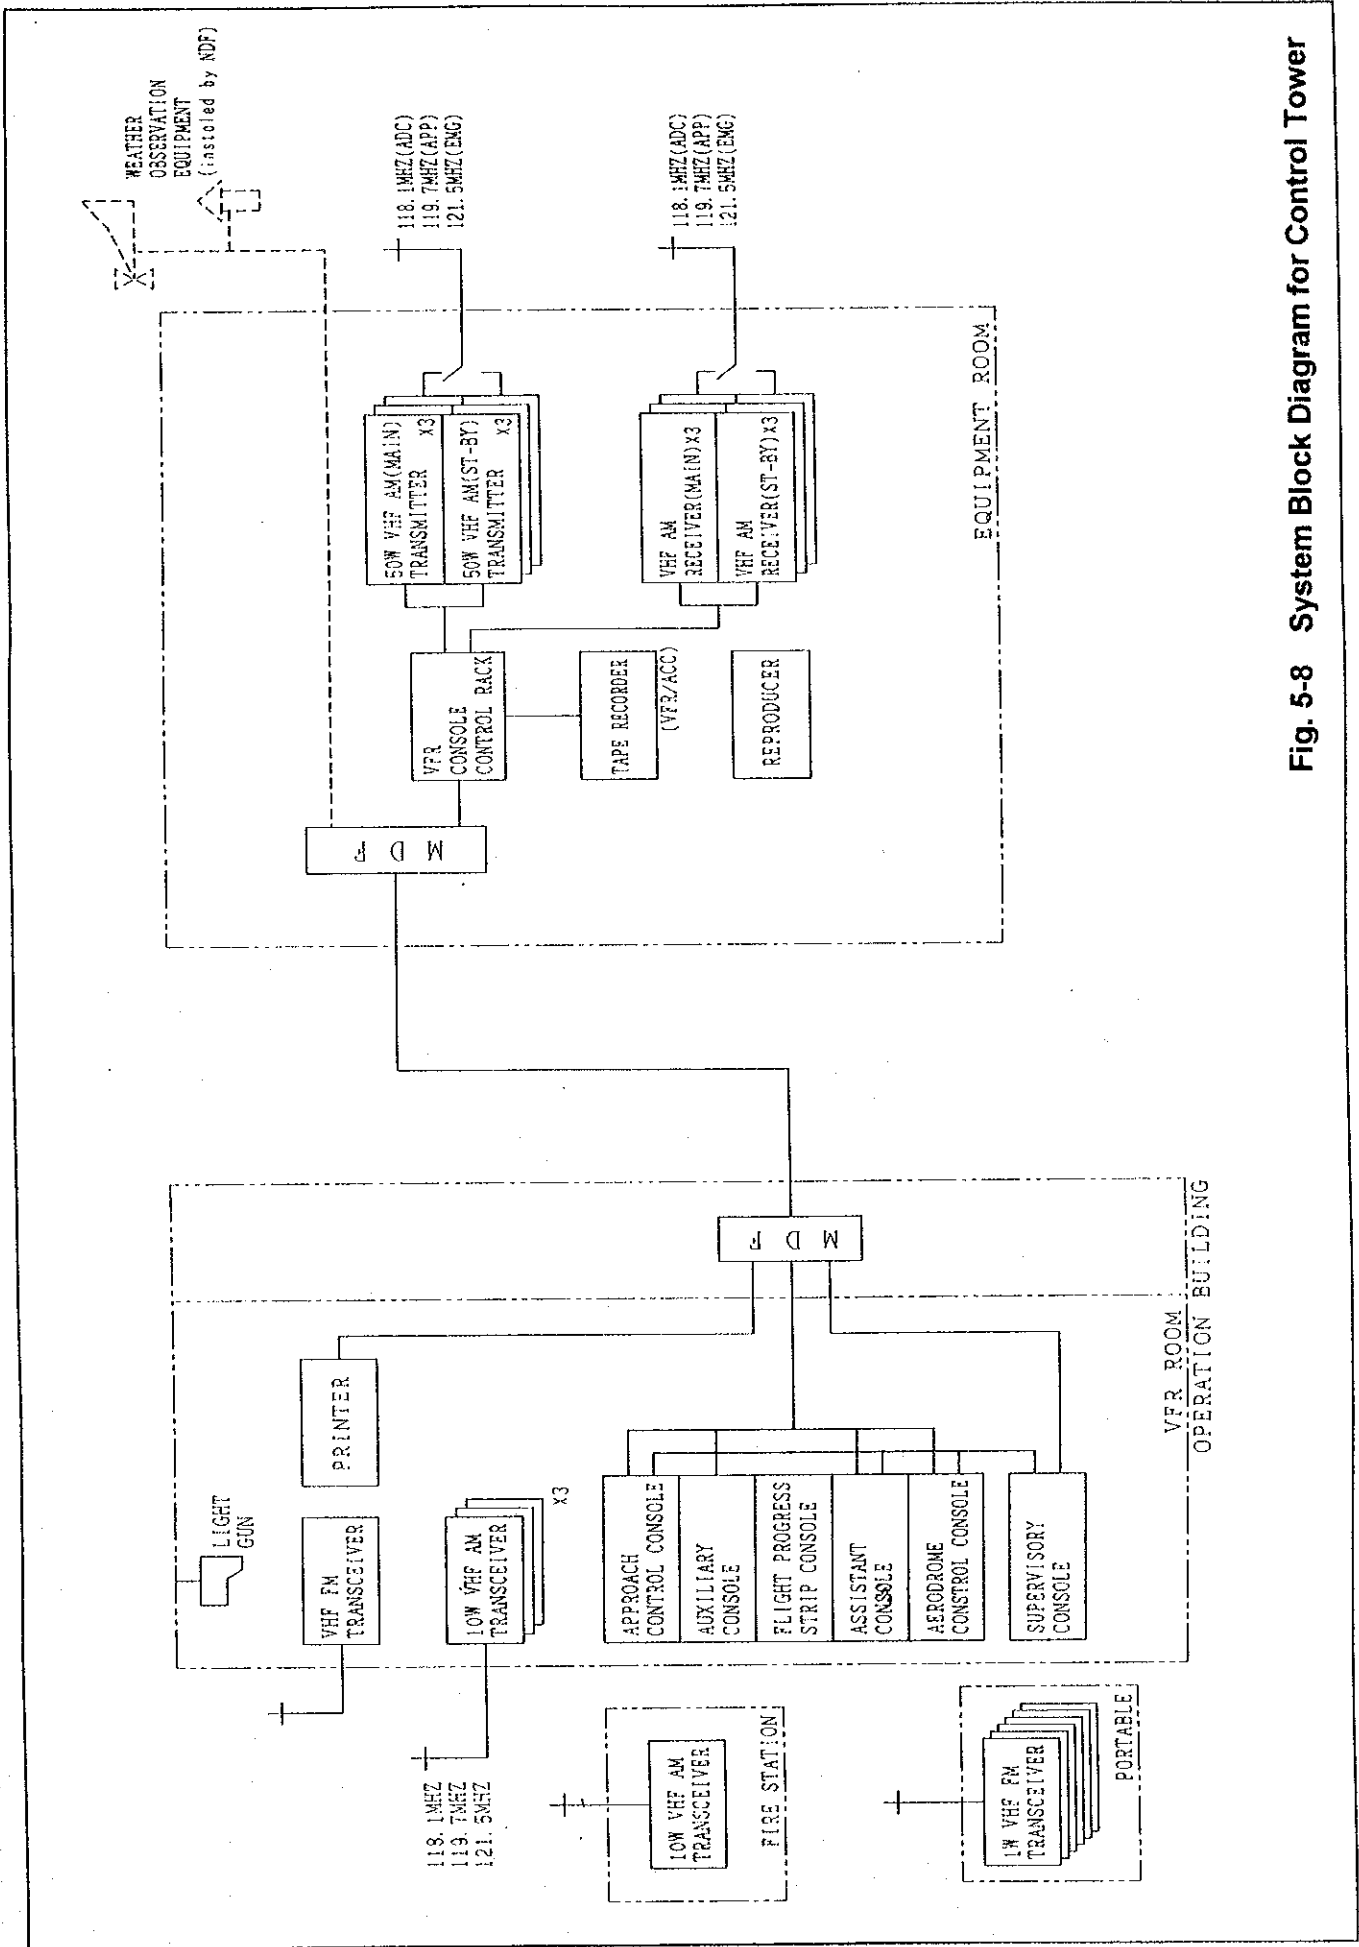 LIGHT
GUN
VHF FM
TRANSCEIVER
PRINTER
118.1MHZ
119.7MHZ
121.5MHZ
10W VHF AM
TRANSCEIVER
X3
10W VHF AM
TRANSCEIVER
FIRE STATION
APPROACH
CONTROL CONSOLE
AUXILIARY
CONSOLE
FLIGHT PROGRESS
STRIP CONSOLE
ASSISTANT
CONSOLE
AERODROME
CONSTROL CONSOLE
SUPERVISORY
CONSOLE
1W VHF FM
TRANSCEIVER
PORTABLE
M D F
VFR ROOM
OPERATION BUILDING
WEATHER
OBSERVATION
EQUIPMENT
(instoled by NDF)
M D F
VFR
CONSOLE
CONTROL RACK
50W VHF AM(MAIN)
TRANSMITTER X3
50W VHF AM(ST-BY)
TRANSMITTER X3
118.1MHZ(ADC)
119.7MHZ(APP)
121.5MHZ(EMG)
TAPE RECORDER
(VFR/ACC)
REPRODUCER
VHF AM
RECEIVER(MAIN)X3
VHF AM
RECEIVER(ST-BY)X3
118.1MHZ(ADC)
119.7MHZ(APP)
121.5MHZ(EMG)
EQUIPMENT ROOM
Fig. 5-8 System Block Diagram for Control Tower